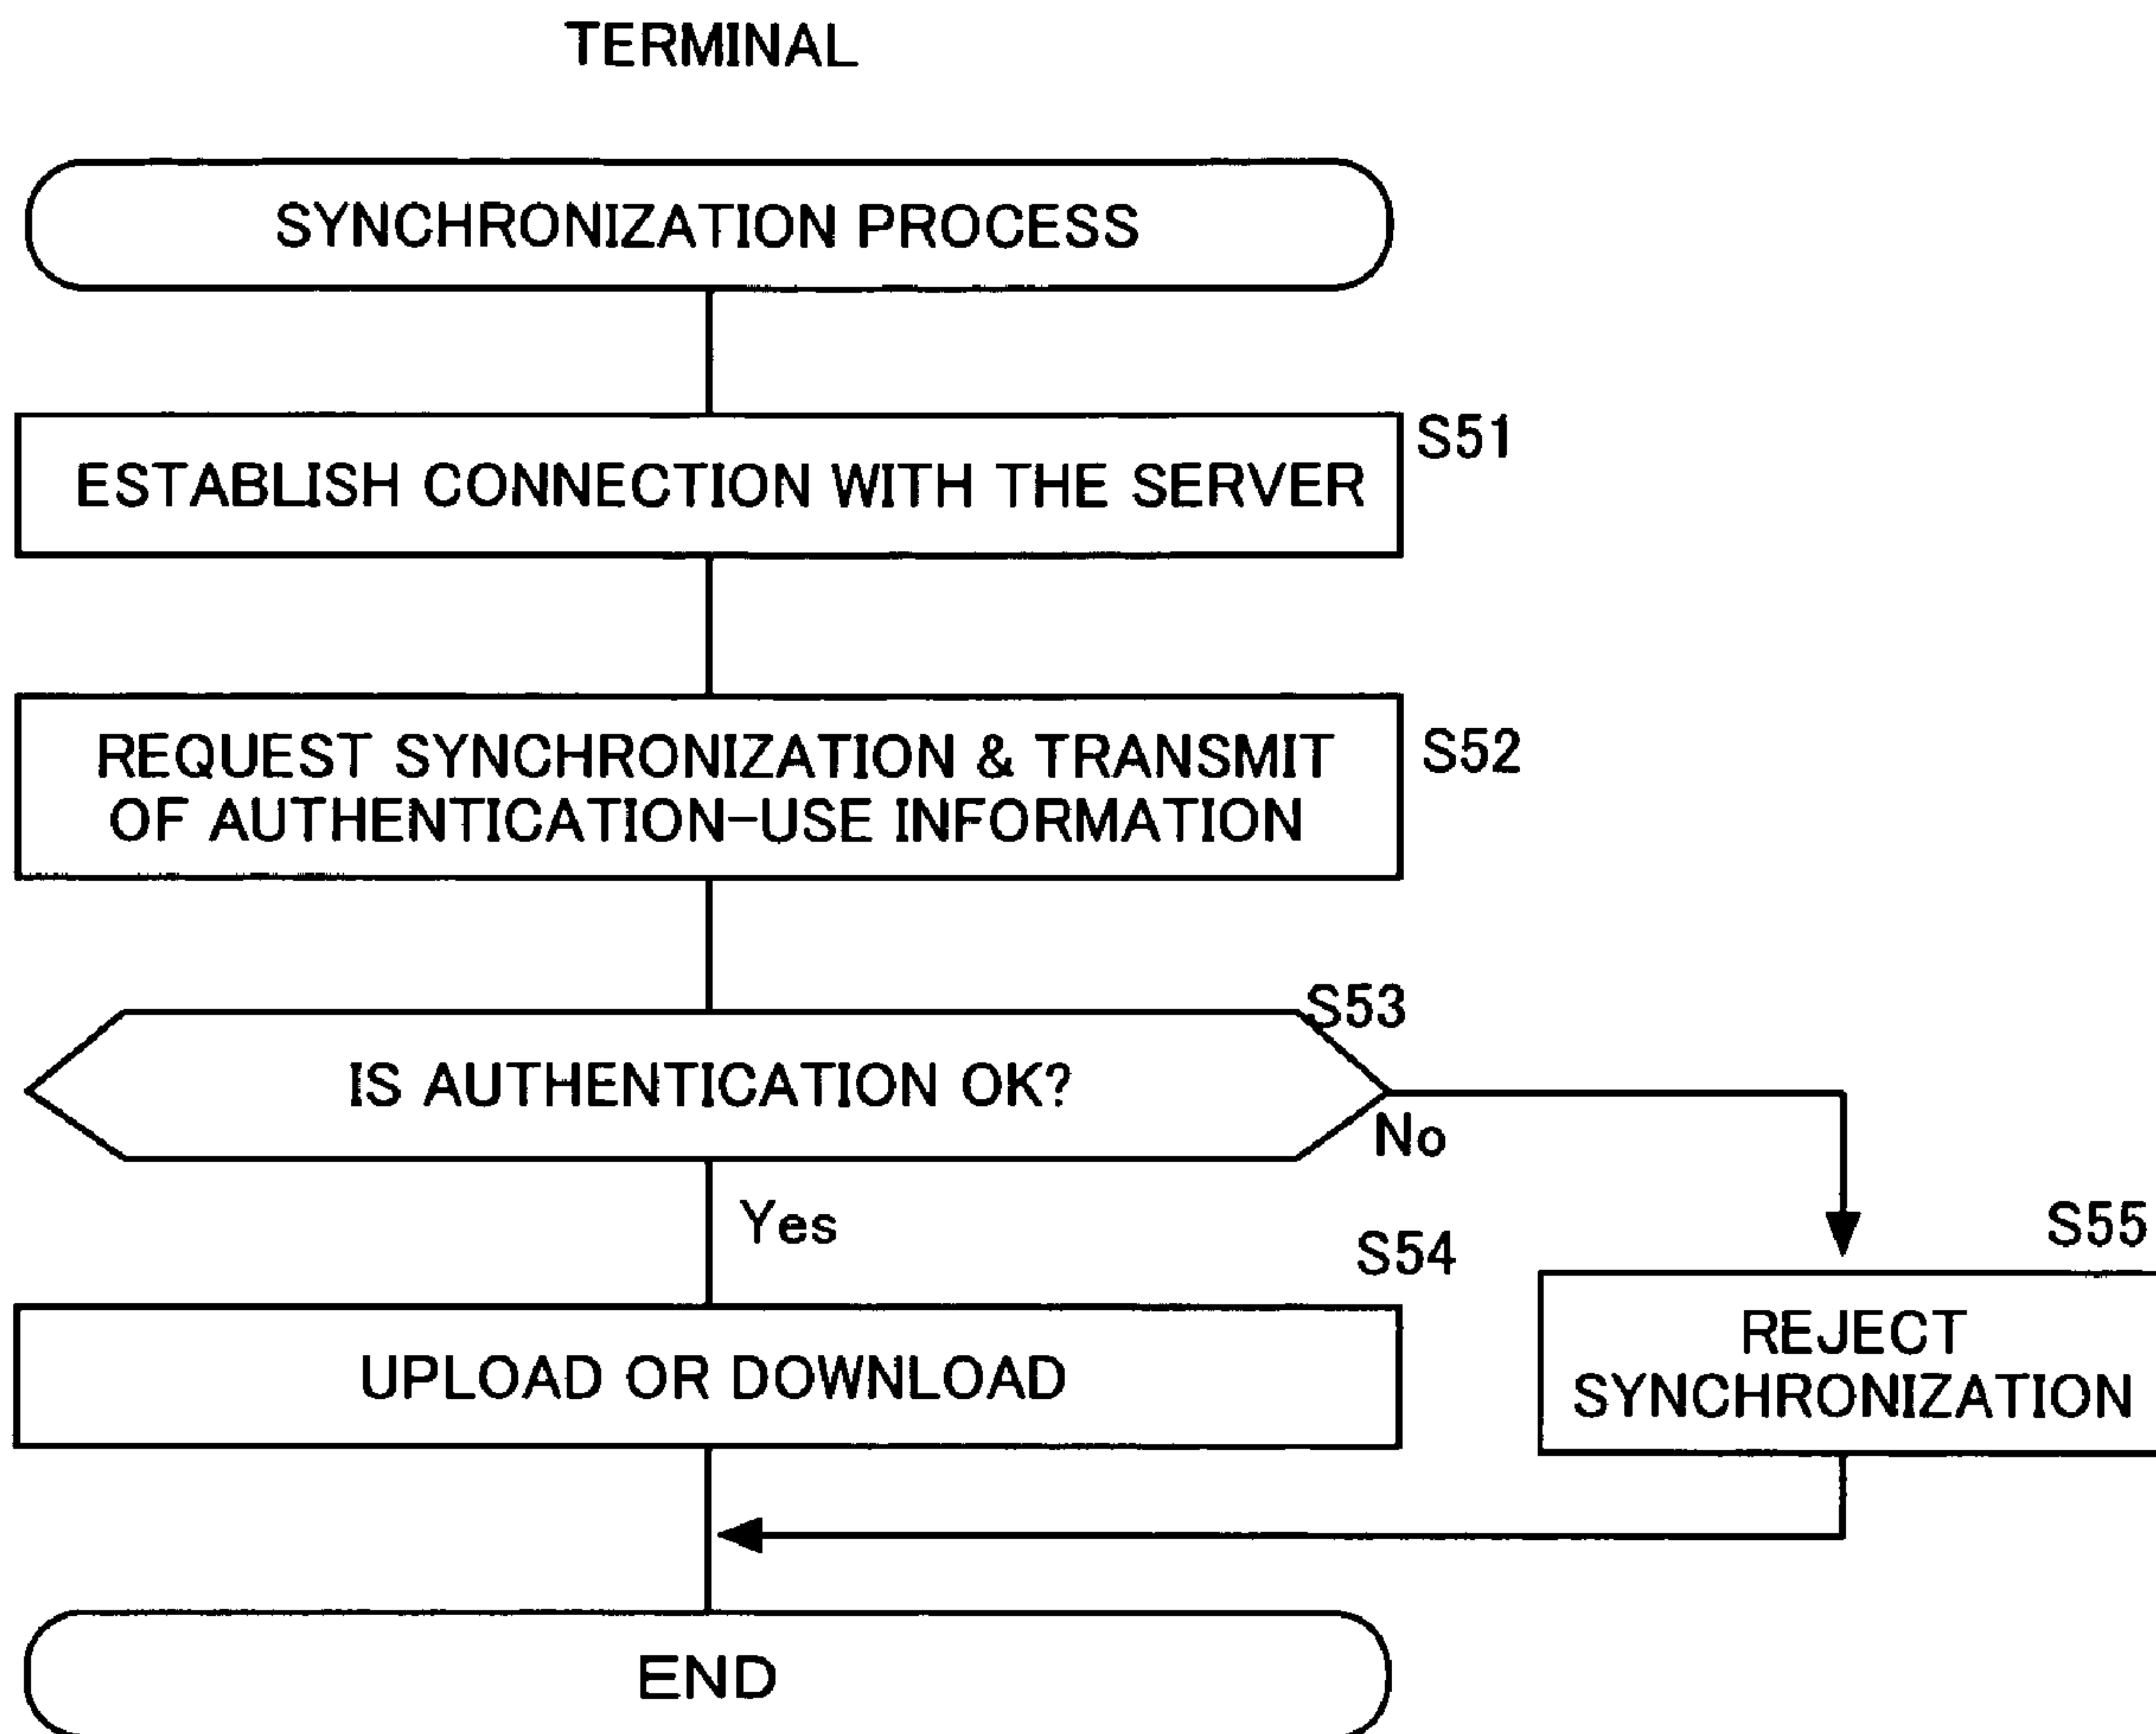 TERMINAL
SYNCHRONIZATION PROCESS
S51
ESTABLISH CONNECTION WITH THE SERVER
REQUEST SYNCHRONIZATION & TRANSMIT
S52
OF AUTHENTICATION-USE INFORMATION
S53
IS AUTHENTICATION OK?
No
Yes
S54
S55
UPLOAD OR DOWNLOAD
REJECT
SYNCHRONIZATION
END